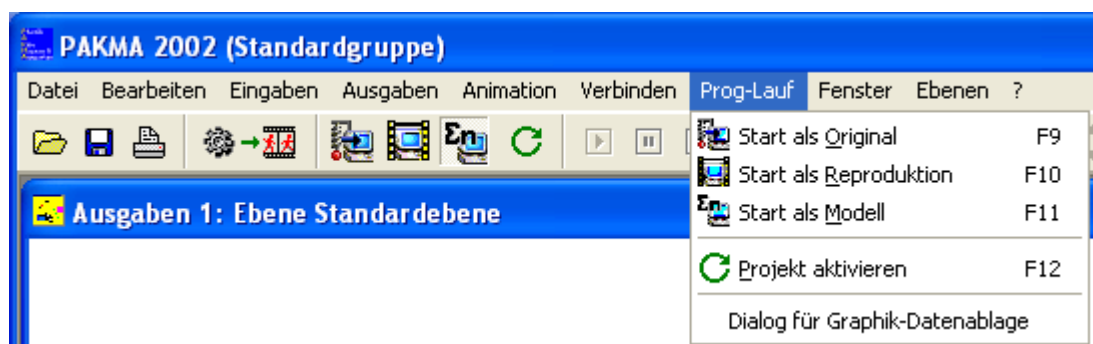 PAKMA 2002 (Standardgruppe)
Datei Bearbeiten Eingaben Ausgaben Animation Verbinden Prog-Lauf Fenster Ebenen ?
Start als Original F9
Start als Reproduktion F10
Start als Modell F11
Projekt aktivieren F12
Dialog für Graphik-Datenablage
Ausgaben 1: Ebene Standardebene